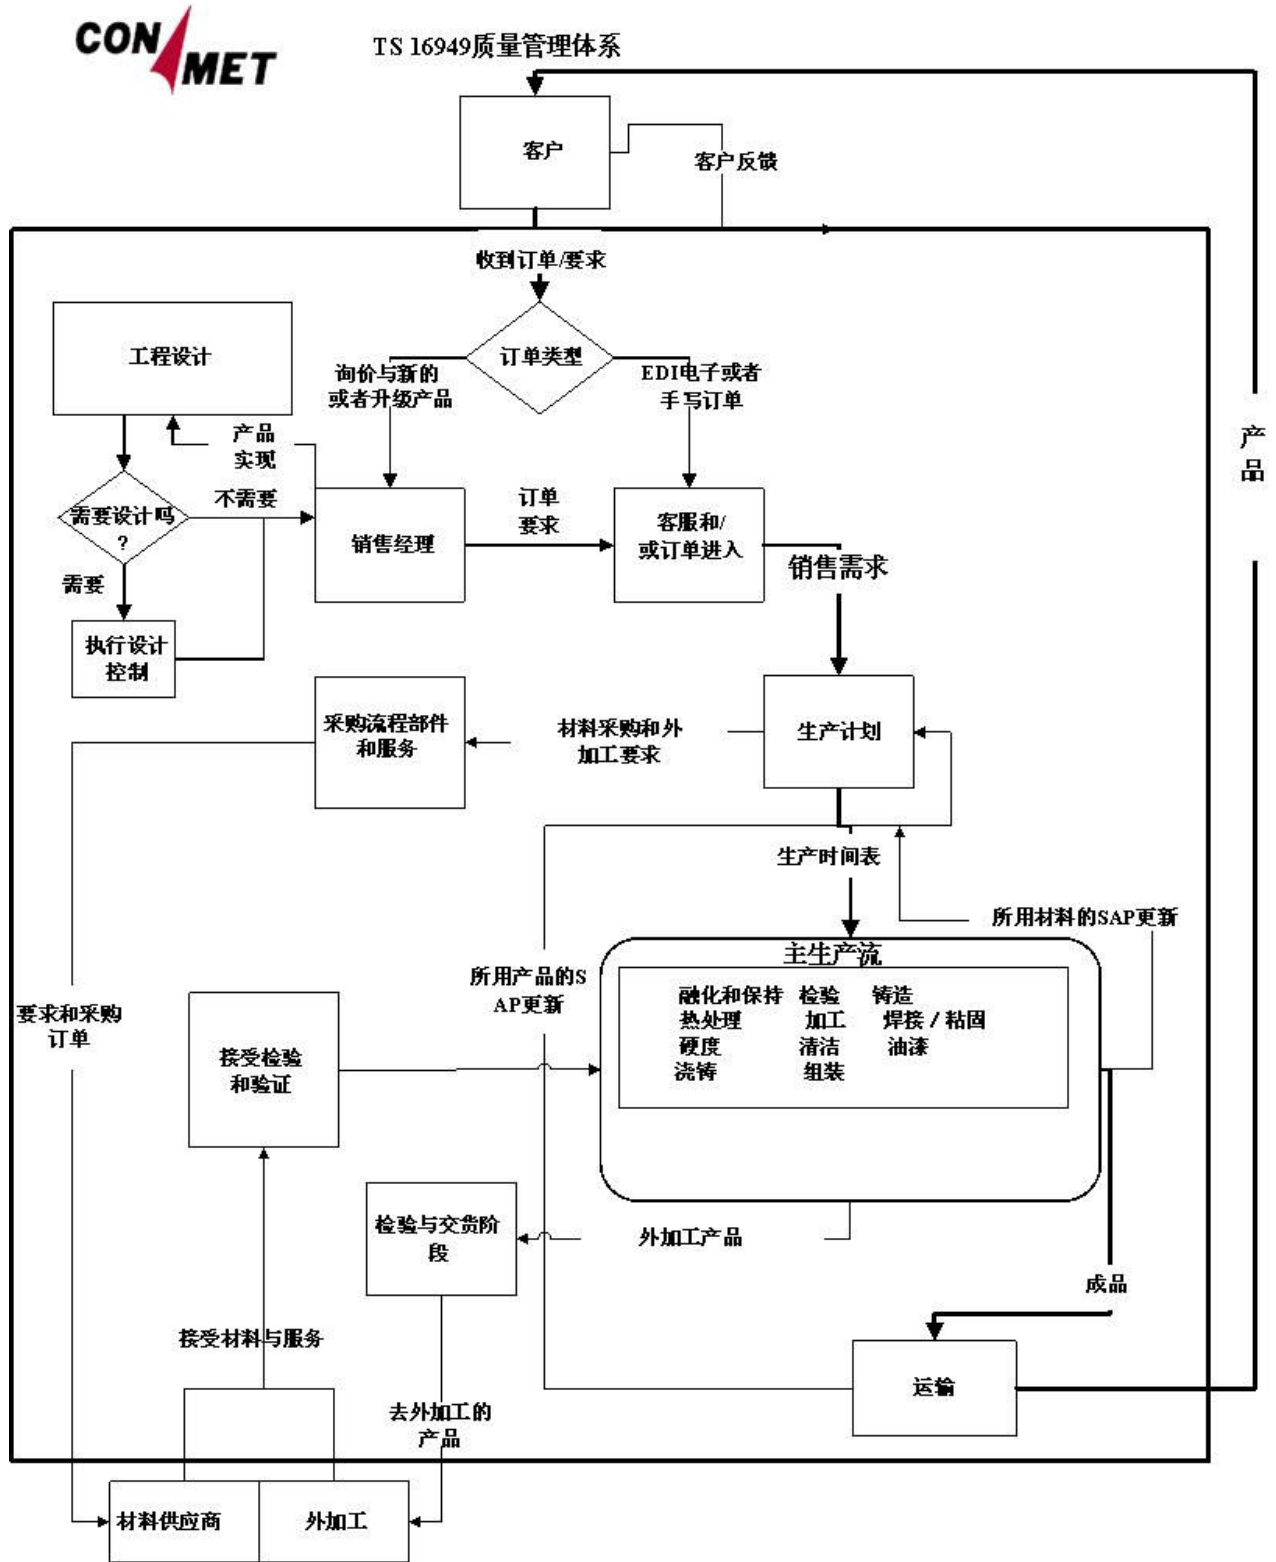 CON MET
TS 16949质量管理体系
客户
客户反馈
收到订单/要求
订单类型
工程设计
询价与新的
或者升级产品
EDI电子或者
手写订单
产品
实现
产
品
不需要
需要设计吗
?
订单
要求
销售经理
客服和/
或订单进入
销售需求
需要
执行设计
控制
采购流程部件
和服务
材料采购和外
加工要求
生产计划
生产时间表
所用材料的SAP更新
主生产流
所用产品的S
AP更新
融化和保持 检验 铸造
热处理 加工 焊接 / 粘固
硬度 清洁 油漆
浇铸 组装
要求和采购
订单
接受检验
和验证
检验与交货阶
段
外加工产品
成品
接受材料与服务
运输
去外加工的
产品
材料供应商
外加工